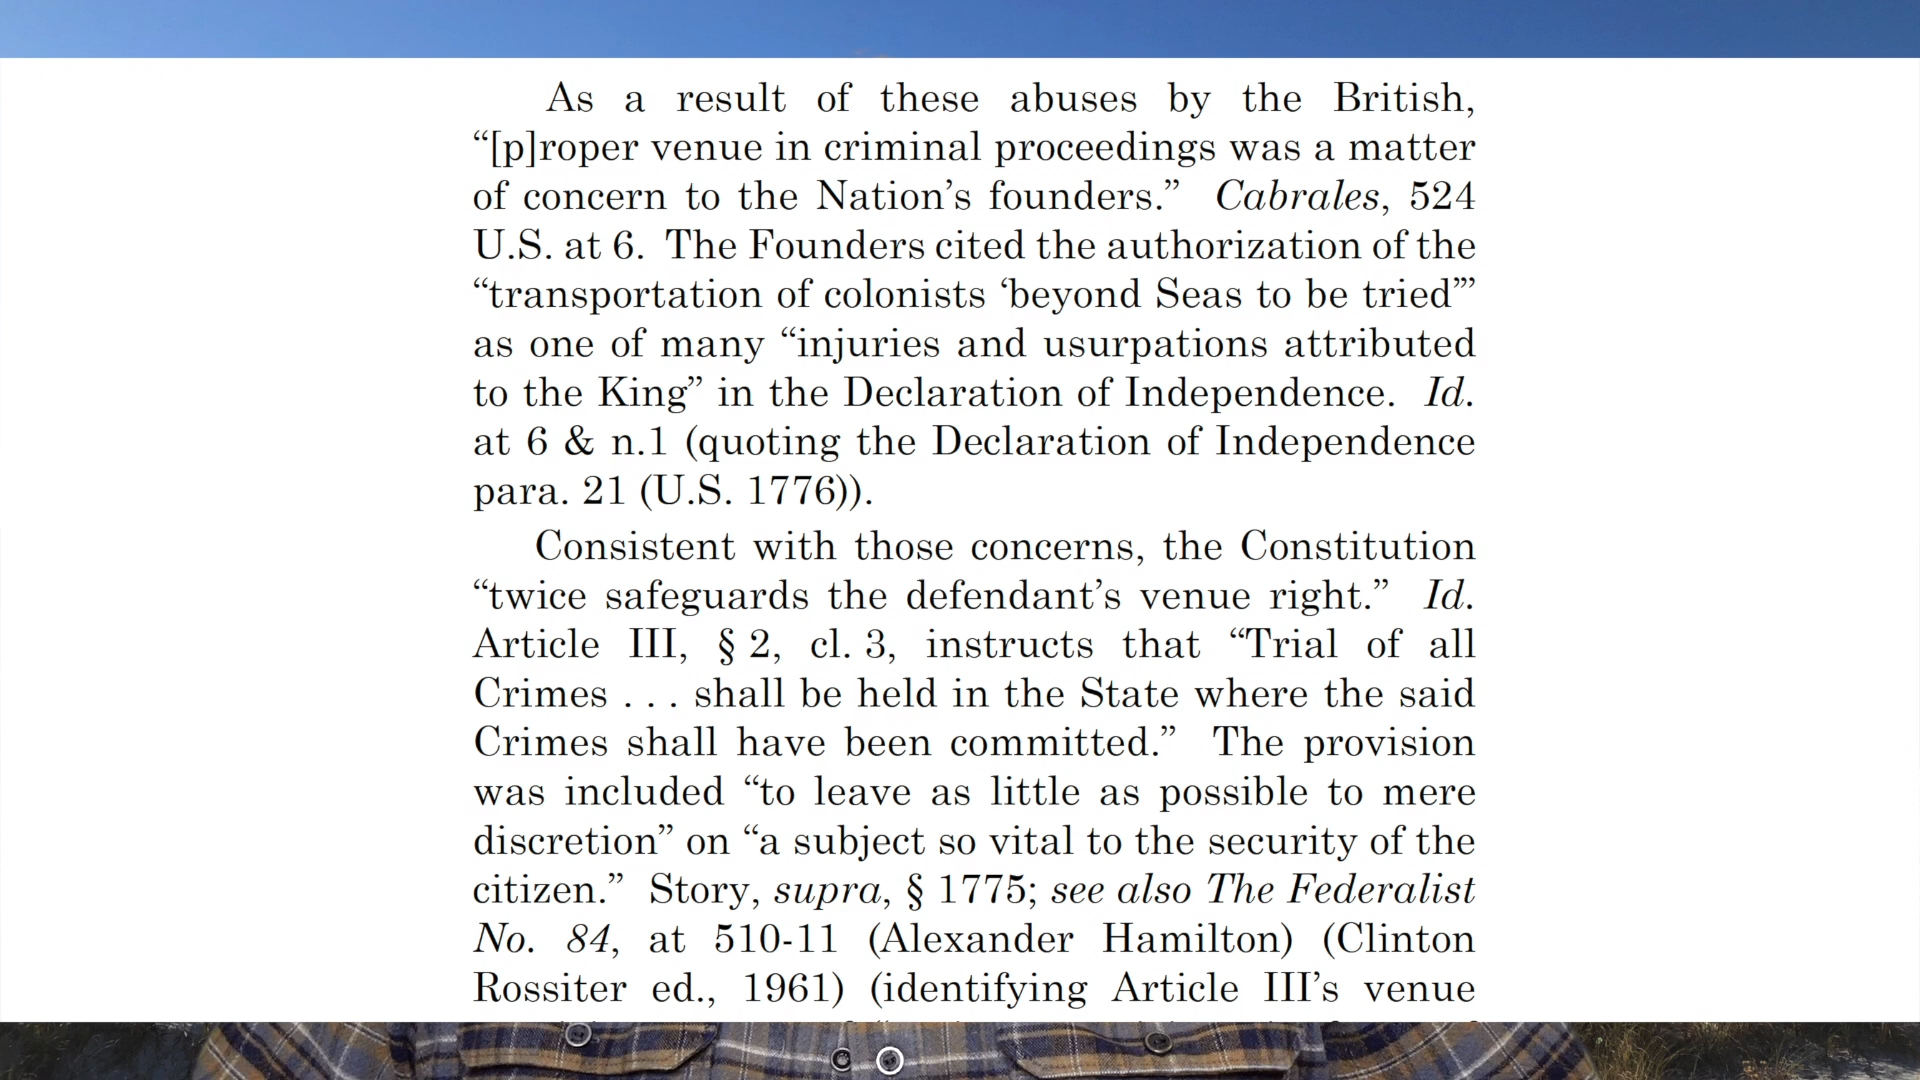 As a result of these abuses by the British,
“[p]roper venue in criminal proceedings was a matter
of concern to the Nation’s founders.” Cabrales, 524
U.S. at 6. The Founders cited the authorization of the
“transportation of colonists ‘beyond Seas to be tried’”
as one of many “injuries and usurpations attributed
to the King” in the Declaration of Independence. Id.
at 6 & n.1 (quoting the Declaration of Independence
para. 21 (U.S. 1776)).
Consistent with those concerns, the Constitution
“twice safeguards the defendant’s venue right.” Id.
Article III, § 2, cl. 3, instructs that “Trial of all
Crimes . . . shall be held in the State where the said
Crimes shall have been committed.” The provision
was included “to leave as little as possible to mere
discretion” on “a subject so vital to the security of the
citizen.” Story, supra, § 1775; see also The Federalist
No. 84, at 510-11 (Alexander Hamilton) (Clinton
Rossiter ed., 1961) (identifying Article III’s venue